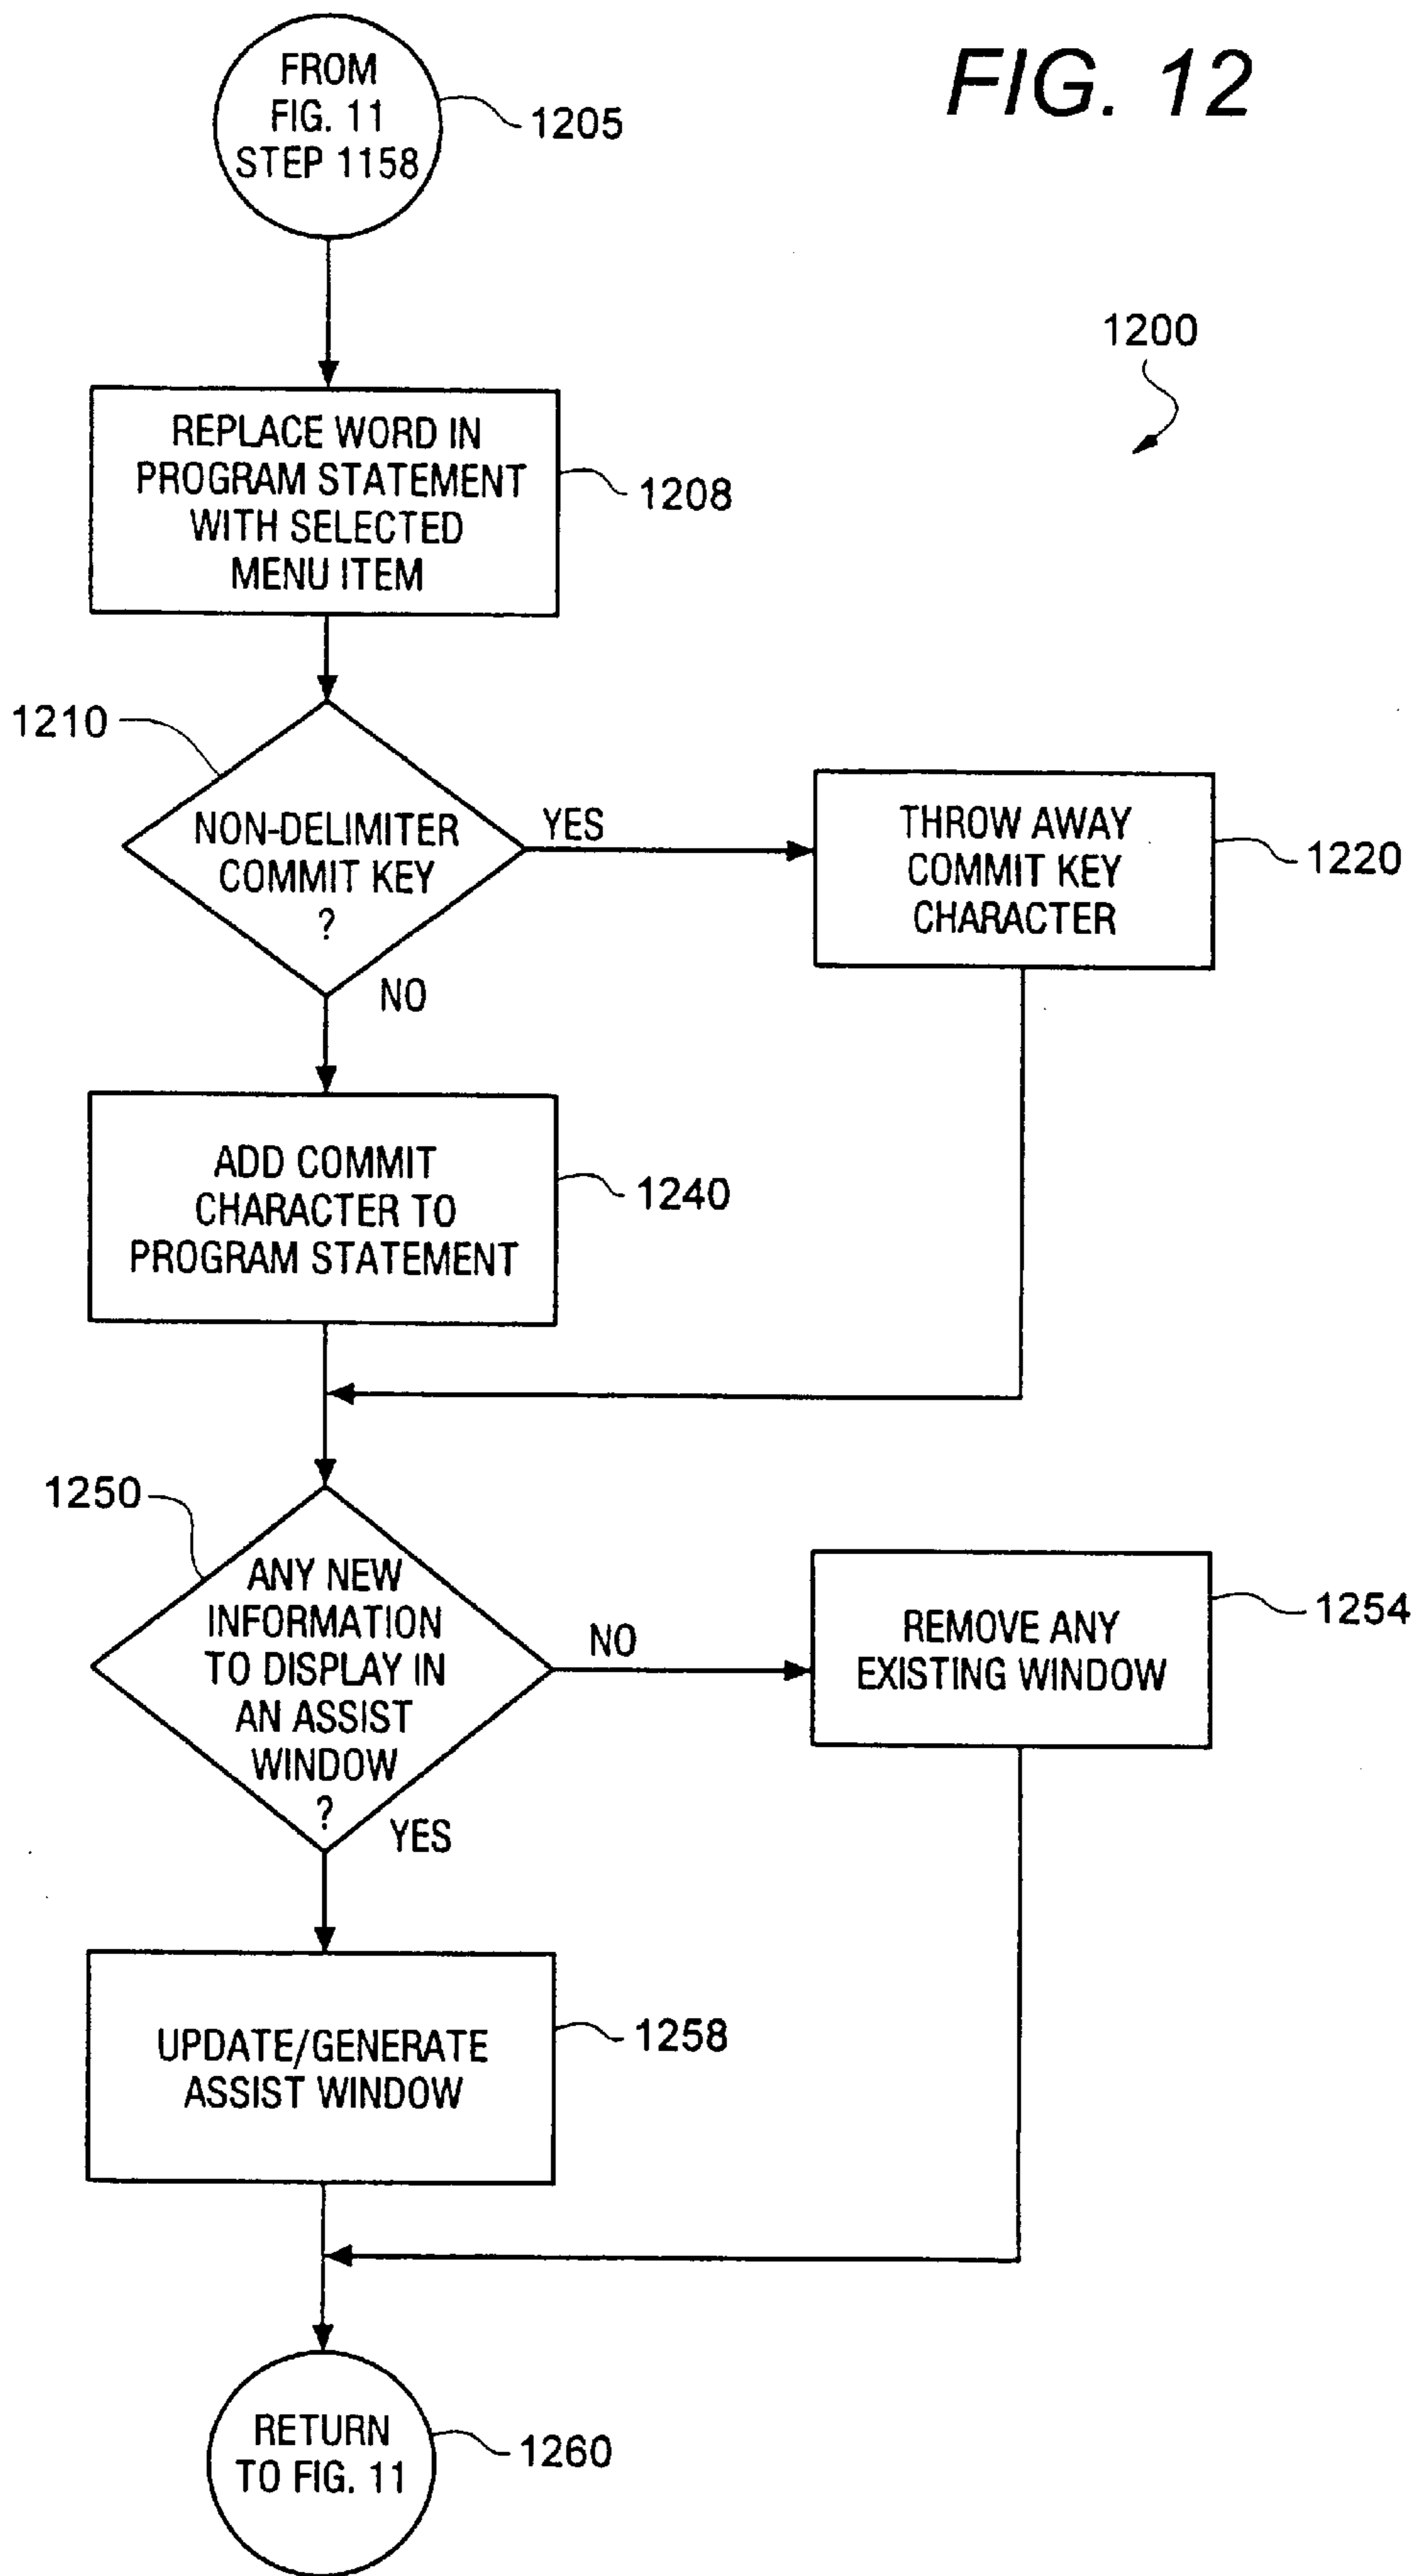 FIG. 12
FROM
FIG. 11
STEP 1158
1205
1200
REPLACE WORD IN
PROGRAM STATEMENT
WITH SELECTED
MENU ITEM
1208
1210
NON-DELIMITER
COMMIT KEY
?
YES
NO
THROW AWAY
COMMIT KEY
CHARACTER
1220
ADD COMMIT
CHARACTER TO
PROGRAM STATEMENT
1240
1250
ANY NEW
INFORMATION
TO DISPLAY IN
AN ASSIST
WINDOW
?
NO
YES
REMOVE ANY
EXISTING WINDOW
1254
UPDATE/GENERATE
ASSIST WINDOW
1258
RETURN
TO FIG. 11
1260